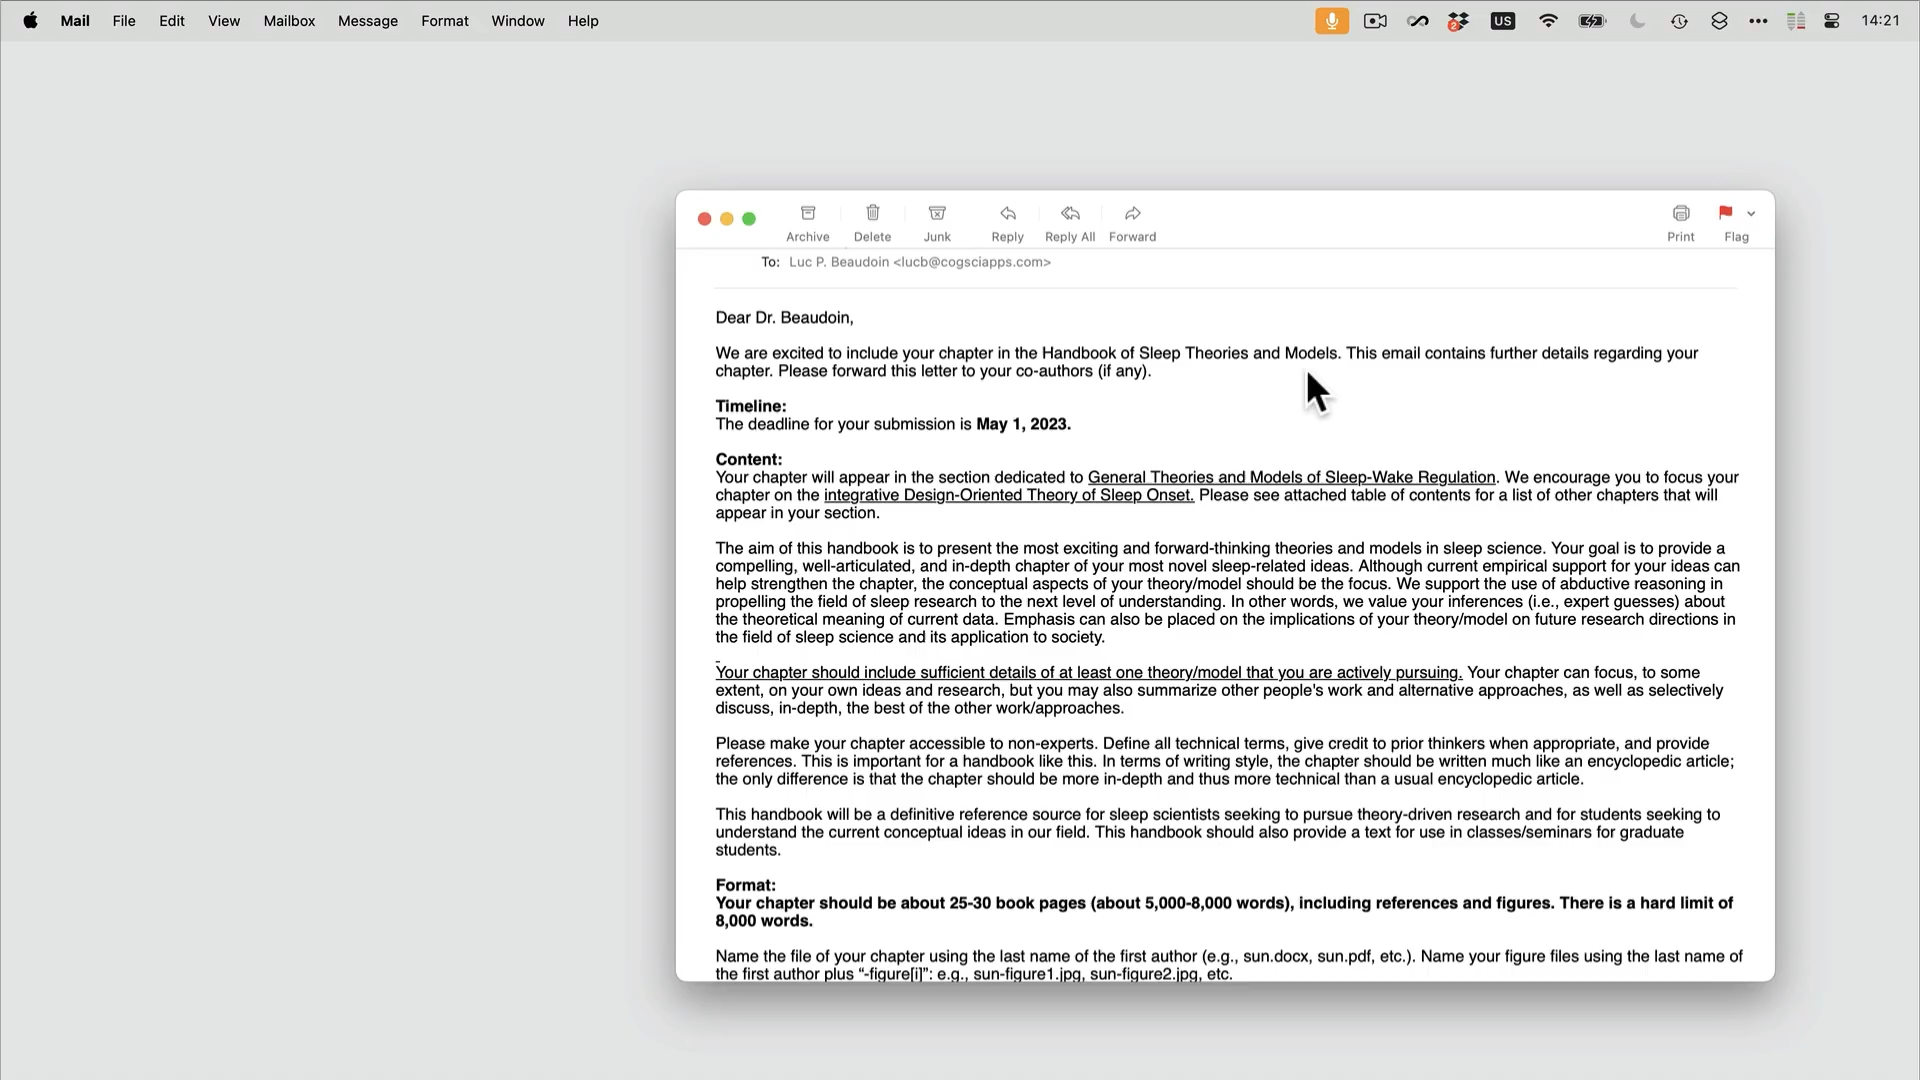 Mail File Edit View Mailbox Message Format Window Help 2 US 14:21
Archive Delete Junk Reply Reply All Forward Print Flag
To: Luc P. Beaudoin <lucb@cogsciapps.com>
Dear Dr. Beaudoin,
We are excited to include your chapter in the Handbook of Sleep Theories and Models. This email contains further details regarding your
chapter. Please forward this letter to your co-authors (if any).
Timeline:
The deadline for your submission is May 1, 2023.
Content:
Your chapter will appear in the section dedicated to General Theories and Models of Sleep-Wake Regulation. We encourage you to focus your
chapter on the integrative Design-Oriented Theory of Sleep Onset. Please see attached table of contents for a list of other chapters that will
appear in your section.
The aim of this handbook is to present the most exciting and forward-thinking theories and models in sleep science. Your goal is to provide a
compelling, well-articulated, and in-depth chapter of your most novel sleep-related ideas. Although current empirical support for your ideas can
help strengthen the chapter, the conceptual aspects of your theory/model should be the focus. We support the use of abductive reasoning in
propelling the field of sleep research to the next level of understanding. In other words, we value your inferences (i.e., expert guesses) about
the theoretical meaning of current data. Emphasis can also be placed on the implications of your theory/model on future research directions in
the field of sleep science and its application to society.
Your chapter should include sufficient details of at least one theory/model that you are actively pursuing. Your chapter can focus, to some
extent, on your own ideas and research, but you may also summarize other people's work and alternative approaches, as well as selectively
discuss, in-depth, the best of the other work/approaches.
Please make your chapter accessible to non-experts. Define all technical terms, give credit to prior thinkers when appropriate, and provide
references. This is important for a handbook like this. In terms of writing style, the chapter should be written much like an encyclopedic article;
the only difference is that the chapter should be more in-depth and thus more technical than a usual encyclopedic article.
This handbook will be a definitive reference source for sleep scientists seeking to pursue theory-driven research and for students seeking to
understand the current conceptual ideas in our field. This handbook should also provide a text for use in classes/seminars for graduate
students.
Format:
Your chapter should be about 25-30 book pages (about 5,000-8,000 words), including references and figures. There is a hard limit of
8,000 words.
Name the file of your chapter using the last name of the first author (e.g., sun.docx, sun.pdf, etc.). Name your figure files using the last name of
the first author plus “-figure[i]”: e.g., sun-figure1.jpg, sun-figure2.jpg, etc.